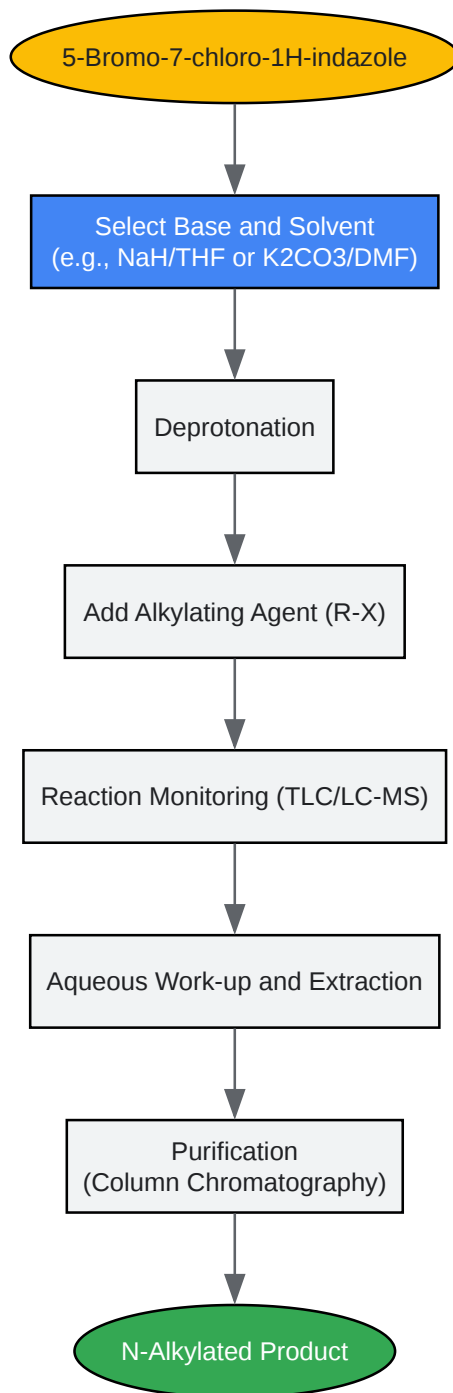 5-Bromo-7-chloro-1H-indazole
Select Base and Solvent
(e.g., NaH/THF or K2CO3/DMF)
Deprotonation
Add Alkylating Agent (R-X)
Reaction Monitoring (TLC/LC-MS)
Aqueous Work-up and Extraction
Purification
(Column Chromatography)
N-Alkylated Product